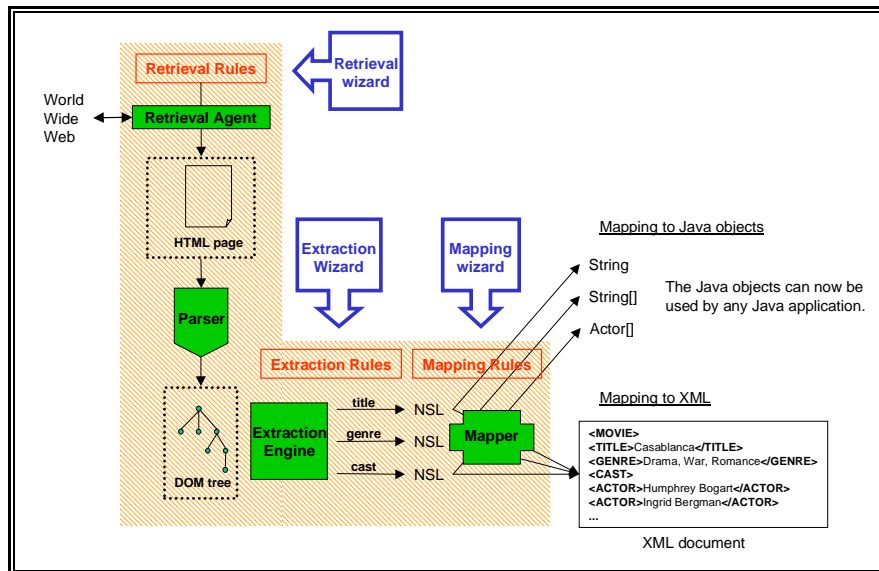 Retrieval Rules
Retrieval
wizard
World
Wide
Web
Retrieval Agent
HTML page
Extraction
Wizard
Mapping
wizard
Mapping to Java objects
String
String[]
Actor[]
The Java objects can now be
used by any Java application.
Parser
Extraction Rules
Mapping Rules
DOM tree
Extraction
Engine
title
genre
cast
NSL
NSL
NSL
Mapper
Mapping to XML
<MOVIE>
<TITLE>Casablanca</TITLE>
<GENRE>Drama, War, Romance</GENRE>
<CAST>
<ACTOR>Humphrey Bogart</ACTOR>
<ACTOR>Ingrid Bergman</ACTOR>
...
XML document